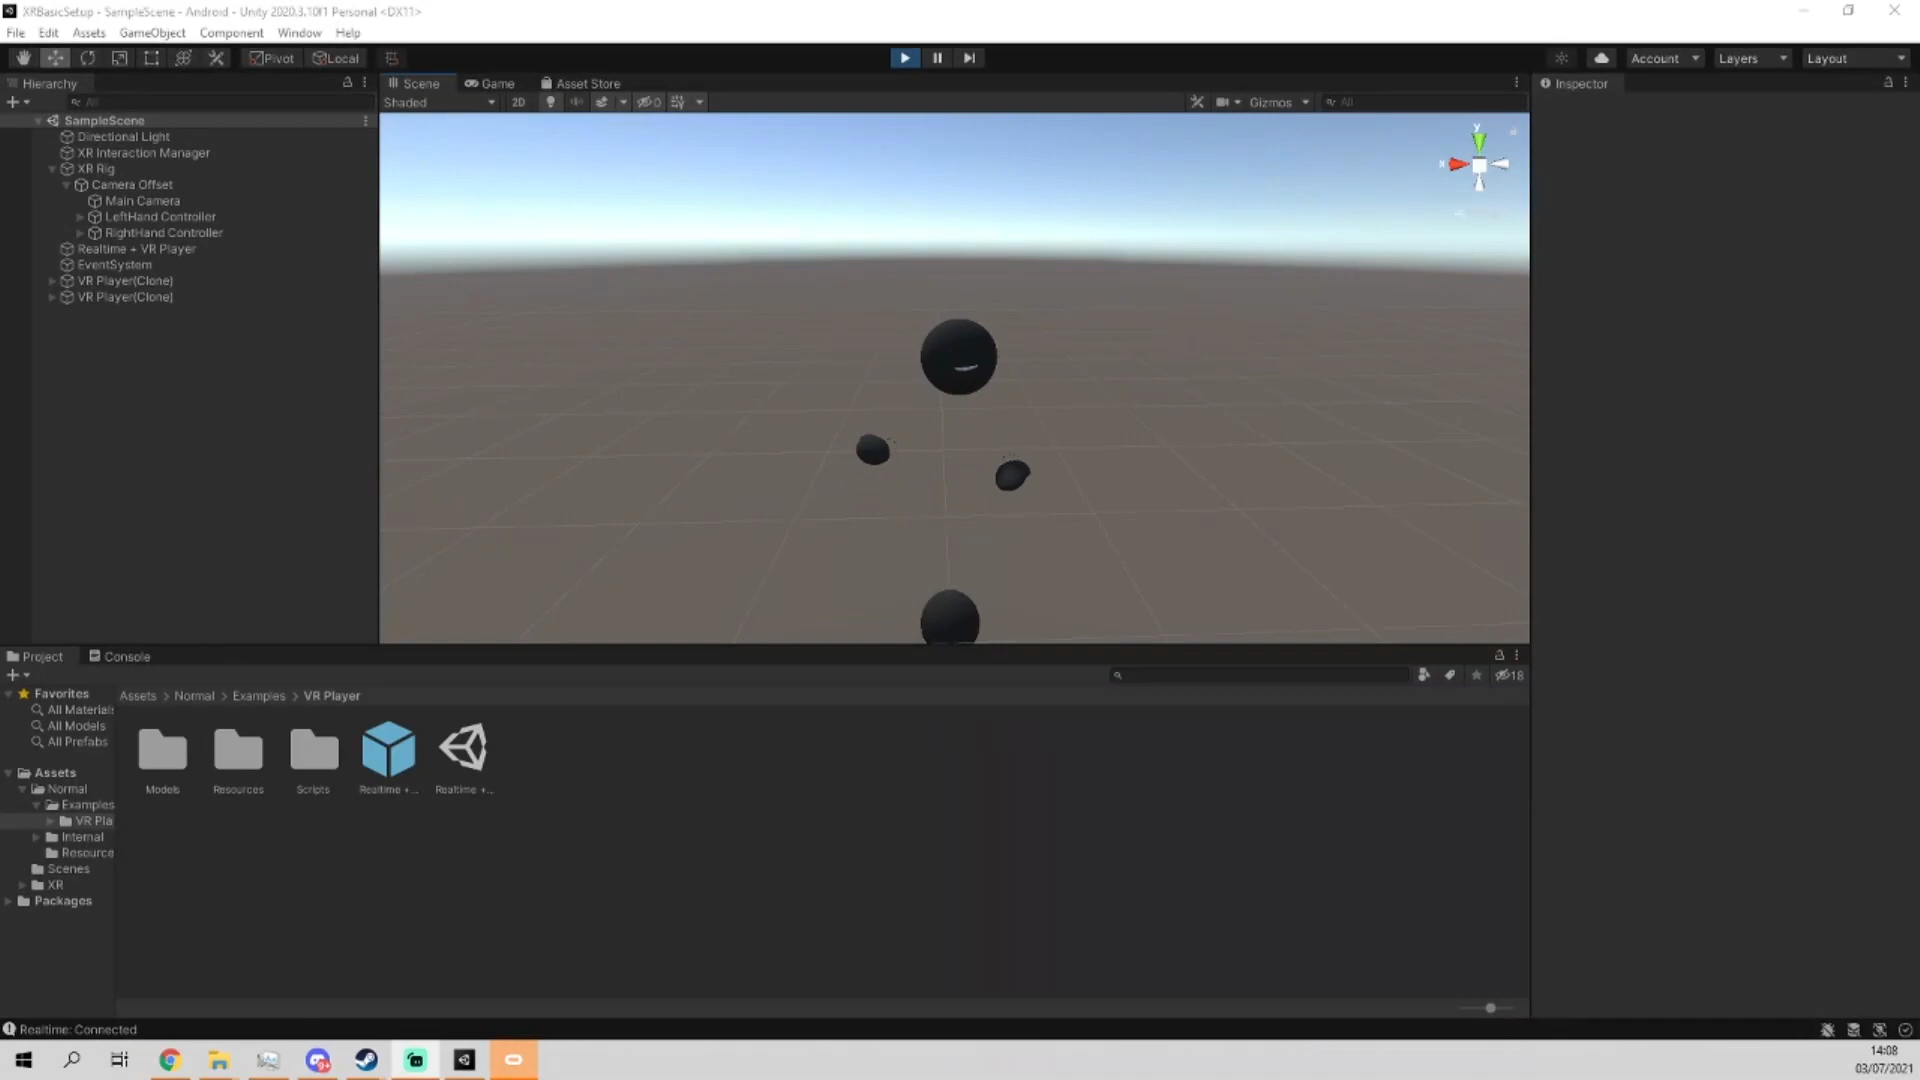 XRBasicSetup - SampleScene - Android - Unity 2020.3.10f1 Personal <DX11>
File Edit Assets GameObject Component Window Help
Pivot Local Account Layers Layout
Hierarchy Scene Game Asset Store Inspector
All Shaded 2D 0 Gizmos All
SampleScene
Directional Light
XR Interaction Manager
XR Rig
Camera Offset
Main Camera
LeftHand Controller
RightHand Controller
Realtime + VR Player
EventSystem
VR Player(Clone)
VR Player(Clone)
y
x
Project Console
18
Favorites
All Materials
All Models
All Prefabs
Assets
Normal
Examples
VR Pla
Internal
Resource
Scenes
XR
Packages
Assets > Normal > Examples > VR Player
Models Resources Scripts Realtime +... Realtime +...
Realtime: Connected
9+
14:08
03/07/2021